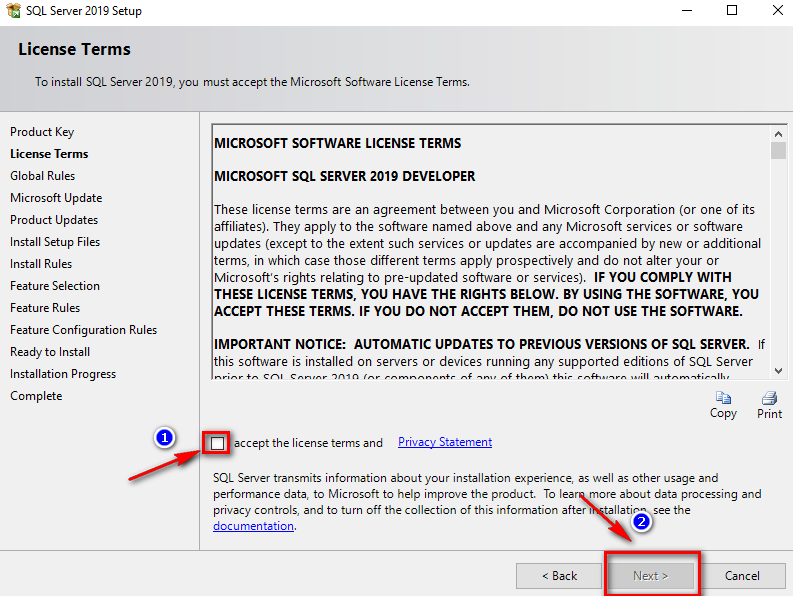 SQL Server 2019 Setup
License Terms
To install SQL Server 2019, you must accept the Microsoft Software License Terms.
Product Key
License Terms
Global Rules
Microsoft Update
Product Updates
Install Setup Files
Install Rules
Feature Selection
Feature Rules
Feature Configuration Rules
Ready to Install
Installation Progress
Complete
MICROSOFT SOFTWARE LICENSE TERMS
MICROSOFT SQL SERVER 2019 DEVELOPER
These license terms are an agreement between you and Microsoft Corporation (or one of its
affiliates). They apply to the software named above and any Microsoft services or software
updates (except to the extent such services or updates are accompanied by new or additional
terms, in which case those different terms apply prospectively and do not alter your or
Microsoft's rights relating to pre-updated software or services). IF YOU COMPLY WITH
THESE LICENSE TERMS, YOU HAVE THE RIGHTS BELOW. BY USING THE SOFTWARE, YOU
ACCEPT THESE TERMS. IF YOU DO NOT ACCEPT THEM, DO NOT USE THE SOFTWARE.
IMPORTANT NOTICE: AUTOMATIC UPDATES TO PREVIOUS VERSIONS OF SQL SERVER. If
this software is installed on servers or devices running any supported editions of SQL Server
prior to SQL Server 2019 (or components of any of them) this software will automatically
Copy
Print
1
accept the license terms and Privacy Statement
SQL Server transmits information about your installation experience, as well as other usage and
performance data, to Microsoft to help improve the product. To learn more about data processing and
privacy controls, and to turn off the collection of this information after installation, see the
documentation.
2
< Back
Next >
Cancel